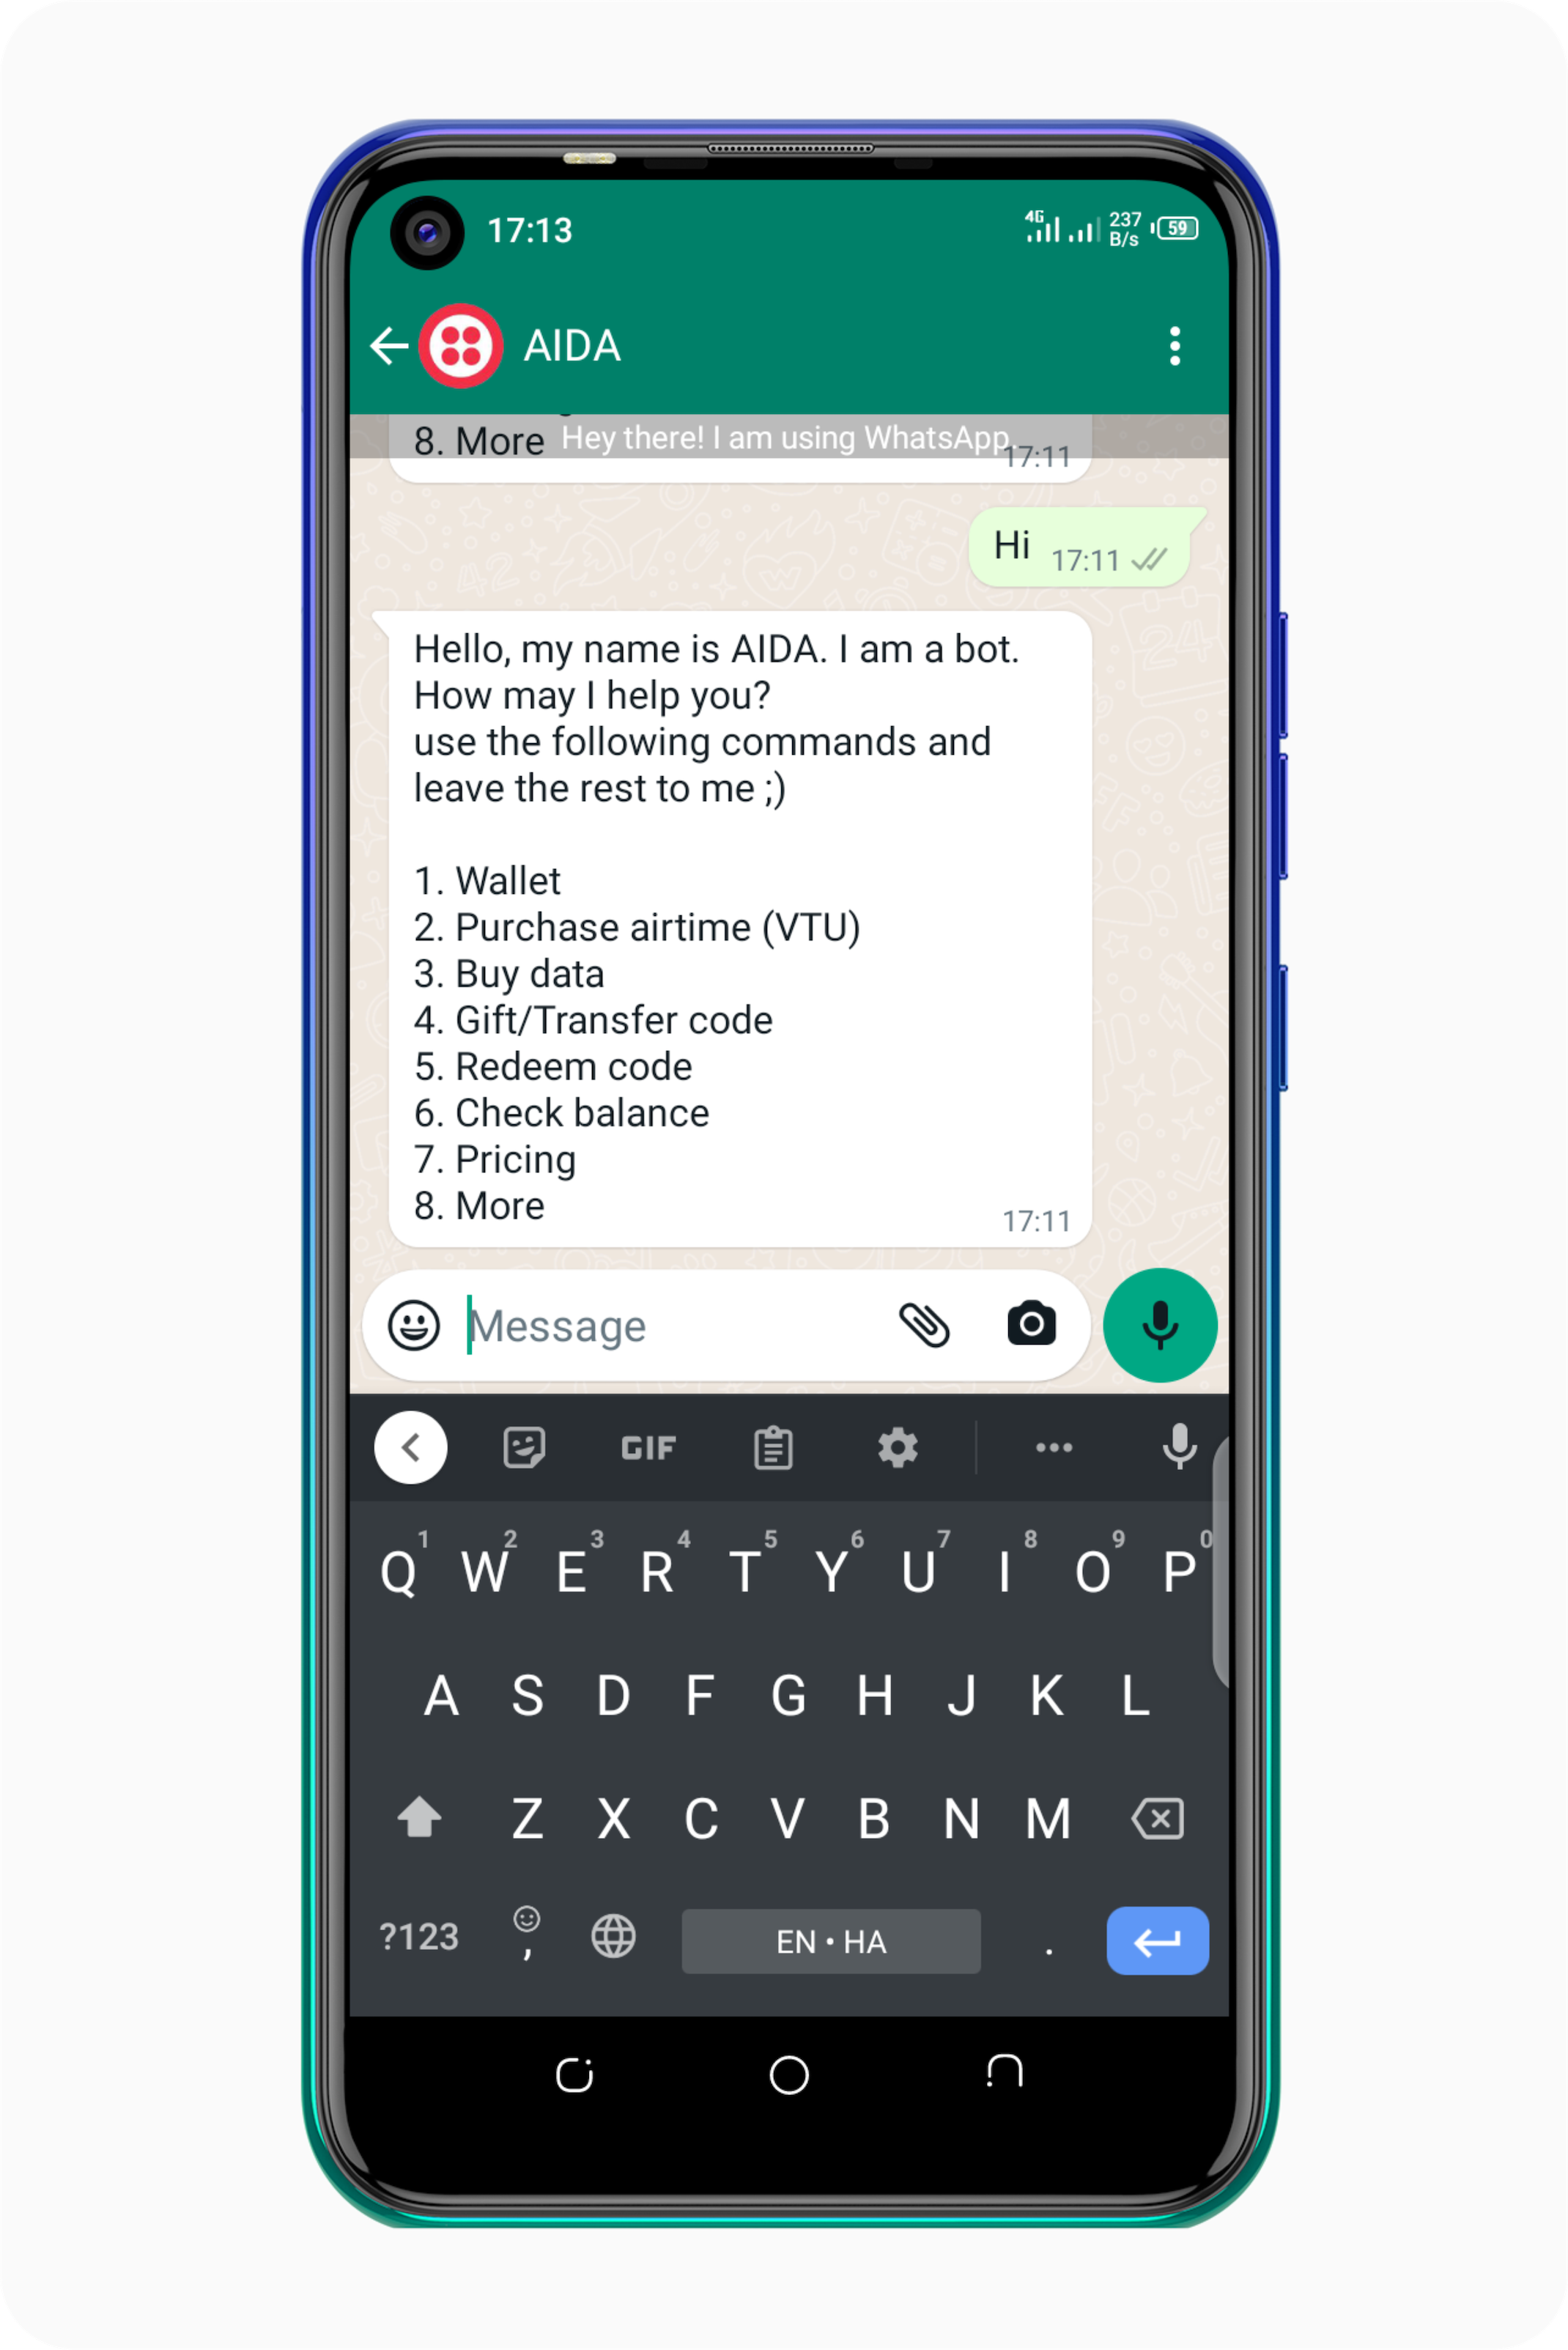 17:13
4G
237
B/s
59
AIDA
8. More
Hey there! I am using WhatsApp.
17:11
Hi 17:11
Hello, my name is AIDA. I am a bot.
How may I help you?
use the following commands and
leave the rest to me ;)
1. Wallet
2. Purchase airtime (VTU)
3. Buy data
4. Gift/Transfer code
5. Redeem code
6. Check balance
7. Pricing
8. More
17:11
Message
GIF
1 2 3 4 5 6 7 8 9 0
Q W E R T Y U I O P
A S D F G H J K L
Z X C V B N M
?123 , EN • HA .